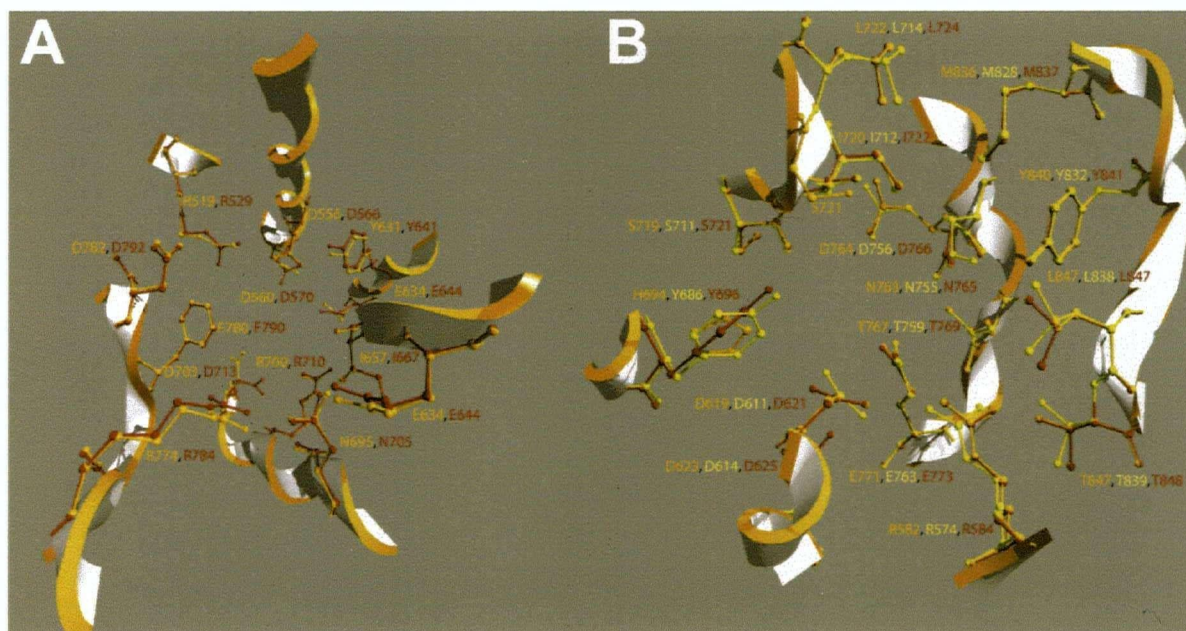 A
R519, R529
D556, D566
Y631, Y641
D782, D792
D560, D570
E634, E644
F780, F790
I657, I667
R700, R710
D703, D713
E634, E644
N695, N705
R774, R784
B
L722, L714, L724
M836, M828, M837
I720, I712, I722
Y840, Y832, Y841
S721
S719, S711, S721
D764, D756, D766
L847, L838, L847
N763, N755, N765
H694, Y686, Y696
T767, T759, T769
D619, D611, D621
D623, D614, D625
E771, E763, E773
T847, T839, T848
R582, R574, R584